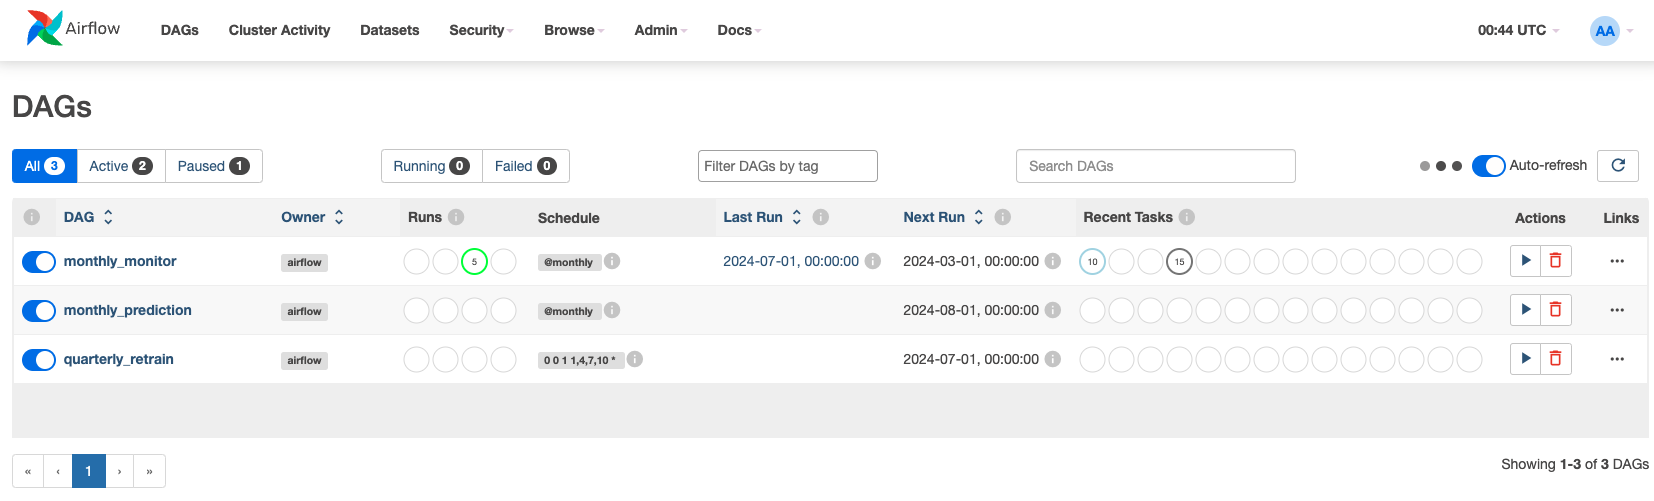 Airflow DAGs Cluster Activity Datasets Security Browse Admin Docs 00:44 UTC AA
DAGs
All 3 Active 2 Paused 1 Running 0 Failed 0 Filter DAGs by tag Search DAGs Auto-refresh
i DAG Owner Runs i Schedule Last Run i Next Run i Recent Tasks i Actions Links
monthly_monitor airflow 5 @monthly i 2024-07-01, 00:00:00 i 2024-03-01, 00:00:00 i 10 15 ...
monthly_prediction airflow @monthly i 2024-08-01, 00:00:00 i ...
quarterly_retrain airflow 0 0 1 1,4,7,10 * i 2024-07-01, 00:00:00 i ...
« ‹ 1 › » Showing 1-3 of 3 DAGs